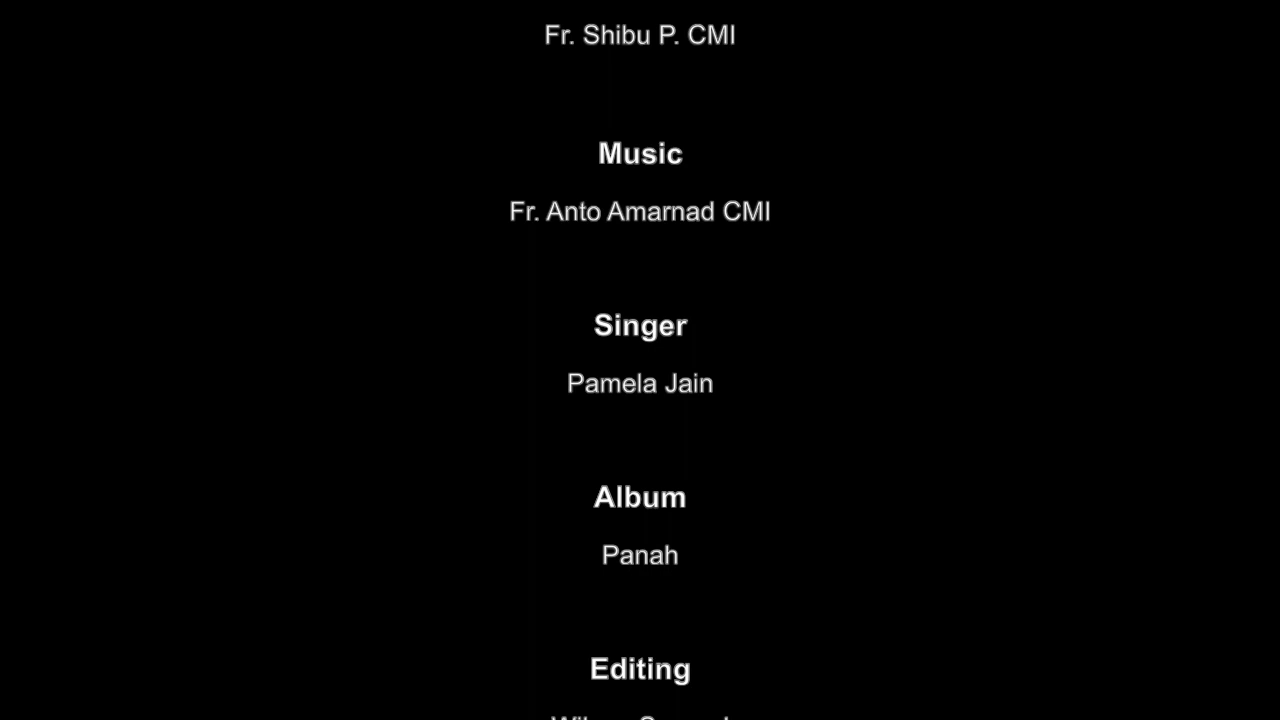 Fr. Shibu P. CMI
Music
Fr. Anto Amarnad CMI
Singer
Pamela Jain
Album
Panah
Editing